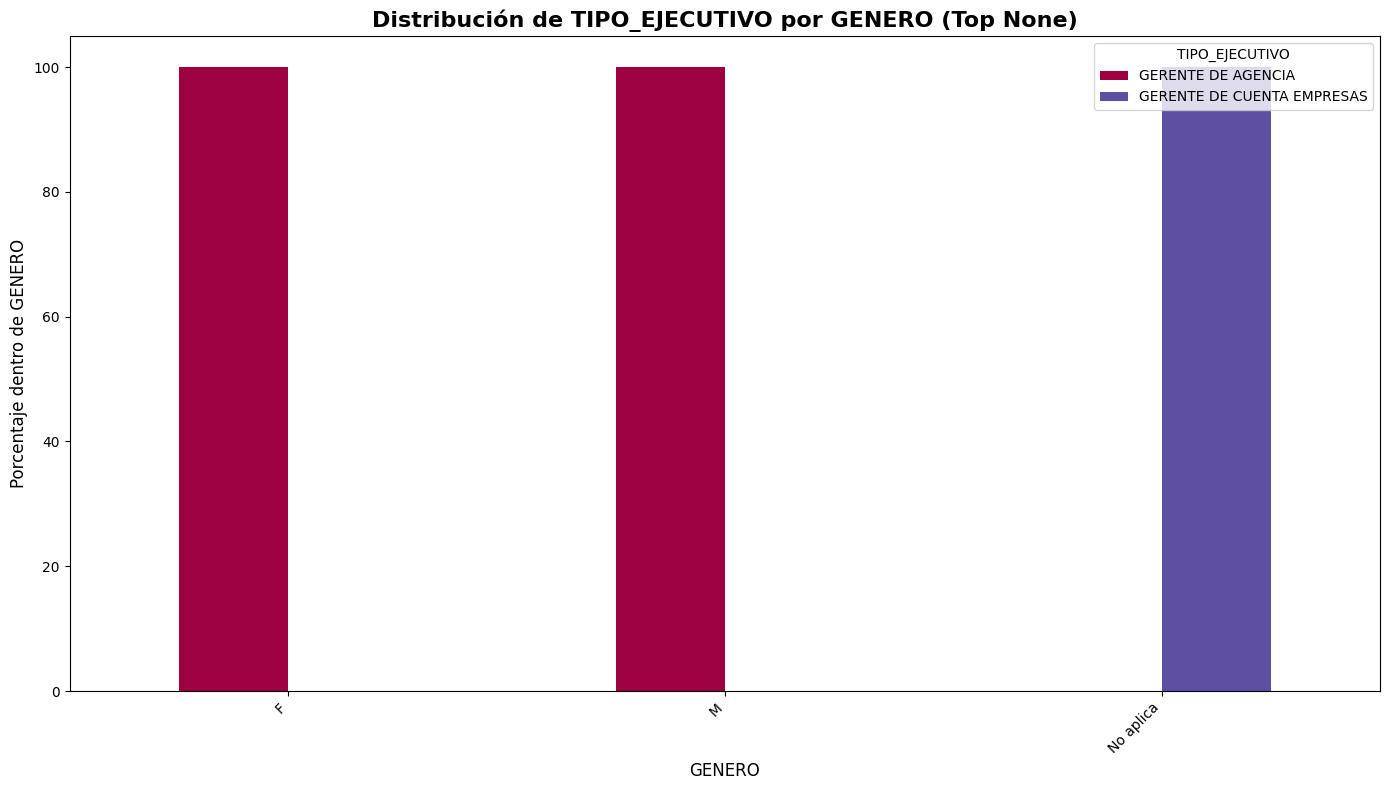 Distribución de TIPO_EJECUTIVO por GENERO (Top None)
TIPO_EJECUTIVO
GERENTE DE AGENCIA
GERENTE DE CUENTA EMPRESAS
Porcentaje dentro de GENERO
100
80
60
40
20
0
F
M
No aplica
GENERO